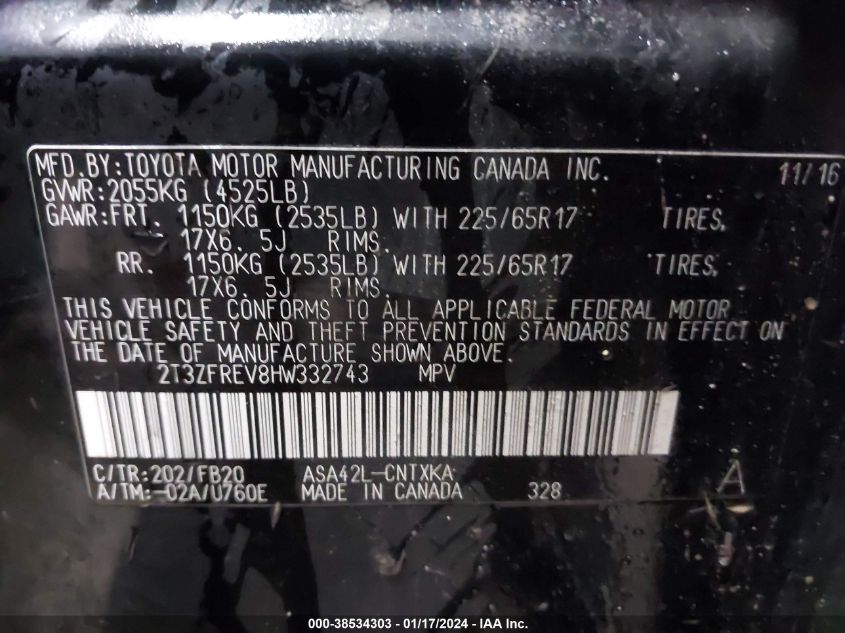 MFD.BY:TOYOTA MOTOR MANUFACTURING CANADA INC. 11/16
GVWR:2055KG (4525LB)
GAWR:FRT. 1150KG (2535LB) WITH 225/65R17 TIRES,
17X6. 5J RIMS.
RR. 1150KG (2535LB) WITH 225/65R17 TIRES,
17X6. 5J RIMS.
THIS VEHICLE CONFORMS TO ALL APPLICABLE FEDERAL MOTOR
VEHICLE SAFETY AND THEFT PREVENTION STANDARDS IN EFFECT ON
THE DATE OF MANUFACTURE SHOWN ABOVE.
2T3ZFREV8HW332743 MPV
C/TR:202/FB20 ASA42L-CNTXKA
A/TM:-02A/U760E MADE IN CANADA 328 A
000-38534303 - 01/17/2024 - IAA Inc.